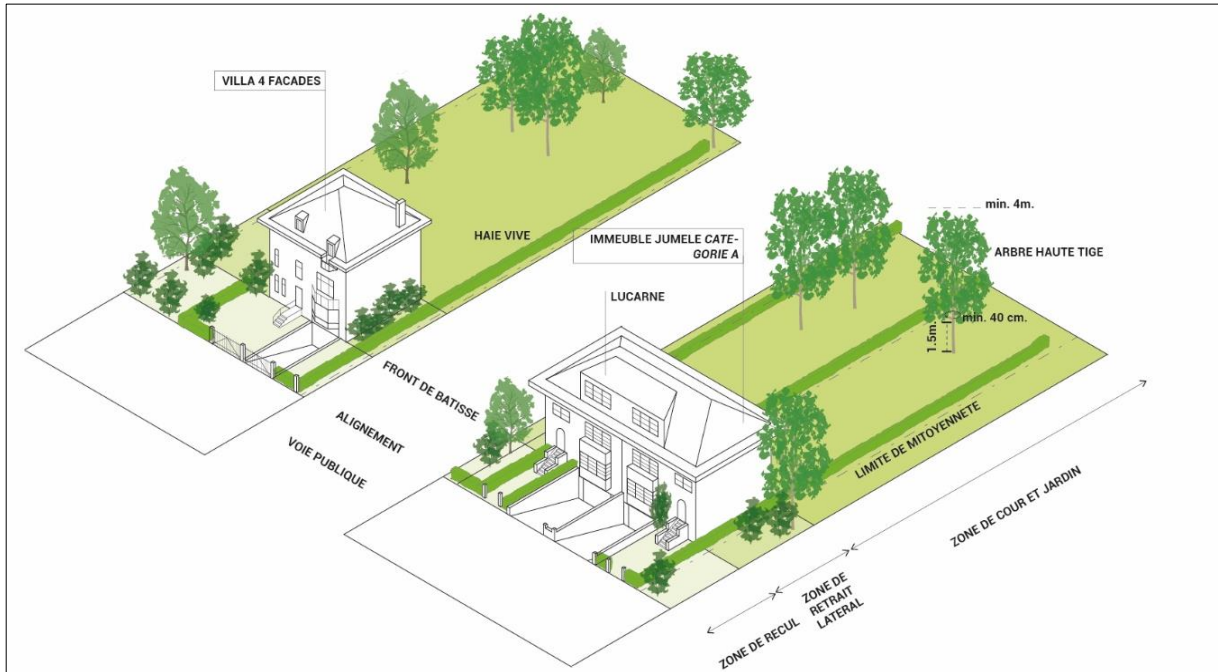 VILLA 4 FACADES
HAIE VIVE
IMMEUBLE JUMELE CATE-
GORIE A
min. 4m.
ARBRE HAUTE TIGE
LUCARNE
min. 40 cm.
1.5m.
FRONT DE BATISSE
ALIGNEMENT
VOIE PUBLIQUE
LIMITE DE MITOYENNETE
ZONE DE COUR ET JARDIN
ZONE DE
RETRAIT
LATERAL
ZONE DE RECUL